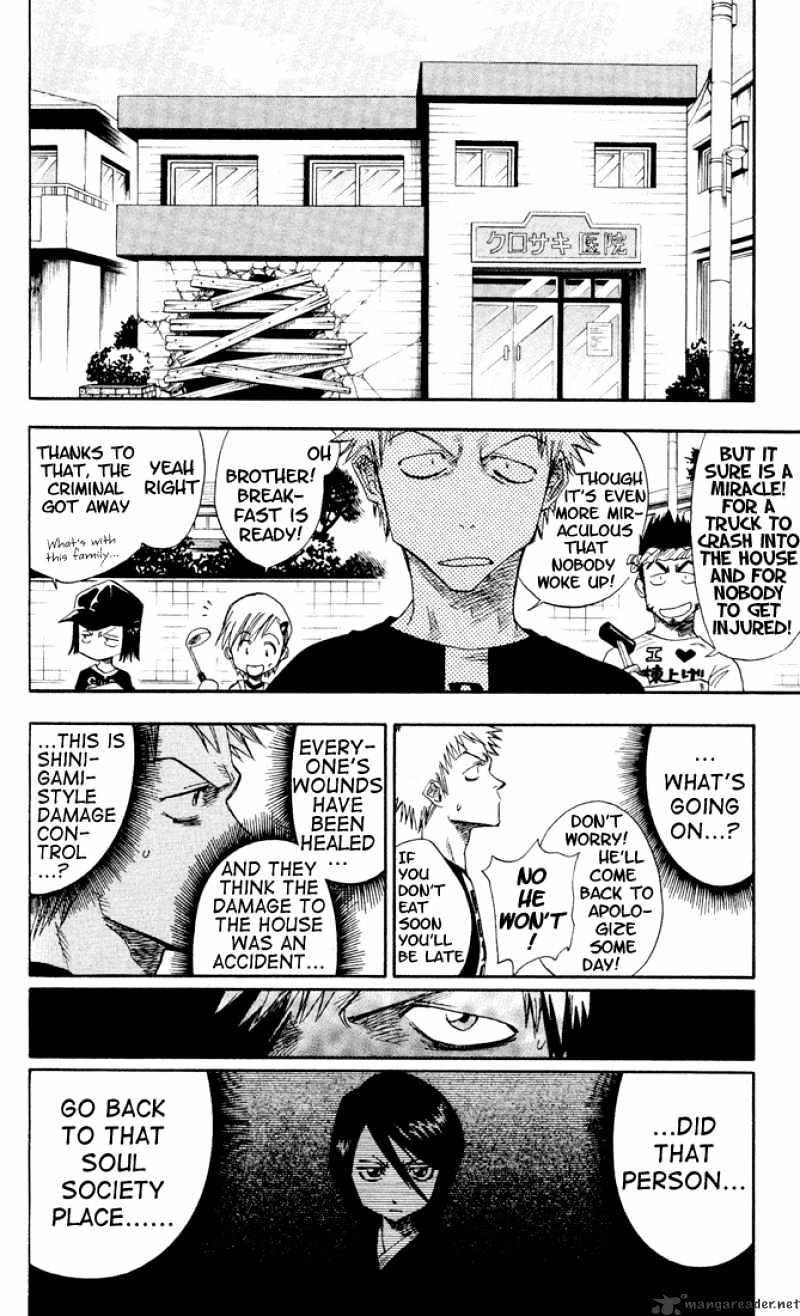 クロサキ医院
BUT IT
SURE IS A
MIRACLE!
FOR A
TRUCK TO
CRASH INTO
THE HOUSE
AND FOR
NOBODY
TO GET
INJURED!
THOUGH
IT'S EVEN
MORE MIR-
ACULOUS
THAT
NOBODY
WOKE UP!
I ♥
棟上げ
OH
BROTHER!
BREAK-
FAST IS
READY!
YEAH
RIGHT
THANKS TO
THAT, THE
CRIMINAL
GOT AWAY
What's with
this family...
...
WHAT'S
GOING
ON...?
DON'T
WORRY!
HE'LL
COME
BACK TO
APOLO-
GIZE
SOME
DAY!
NO
HE
WON'T
!
IF
YOU
DON'T
EAT
SOON
YOU'LL
BE LATE
EVERY-
ONE'S
WOUNDS
HAVE
BEEN
HEALED
...
AND THEY
THINK THE
DAMAGE TO
THE HOUSE
WAS AN
ACCIDENT...
...THIS IS
SHINI-
GAMI-
STYLE
DAMAGE
CON-
TROL
...?
...DID
THAT
PERSON...
GO BACK
TO THAT
SOUL
SOCIETY
PLACE......
mangareader.net